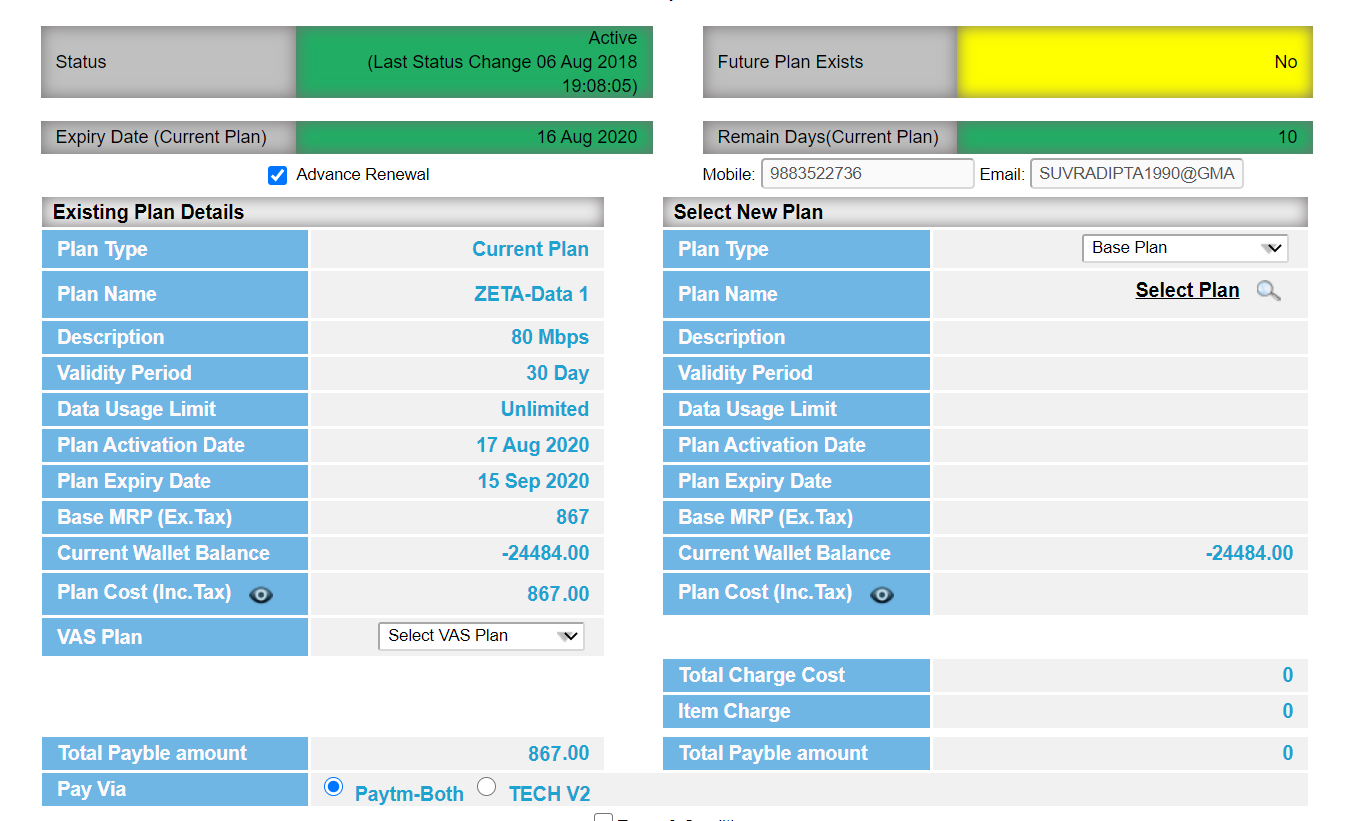 Status
Active
(Last Status Change 06 Aug 2018
19:08:05)
Future Plan Exists
No
Expiry Date (Current Plan)
16 Aug 2020
Remain Days(Current Plan)
10
Advance Renewal
Mobile: 9883522736 Email: SUVRADIPTA1990@GMA
Existing Plan Details
Plan Type Current Plan
Plan Name ZETA-Data 1
Description 80 Mbps
Validity Period 30 Day
Data Usage Limit Unlimited
Plan Activation Date 17 Aug 2020
Plan Expiry Date 15 Sep 2020
Base MRP (Ex.Tax) 867
Current Wallet Balance -24484.00
Plan Cost (Inc.Tax) 867.00
VAS Plan Select VAS Plan
Total Payble amount 867.00
Select New Plan
Plan Type Base Plan
Plan Name Select Plan
Description
Validity Period
Data Usage Limit
Plan Activation Date
Plan Expiry Date
Base MRP (Ex.Tax)
Current Wallet Balance -24484.00
Plan Cost (Inc.Tax)
Total Charge Cost 0
Item Charge 0
Total Payble amount 0
Pay Via Paytm-Both TECH V2